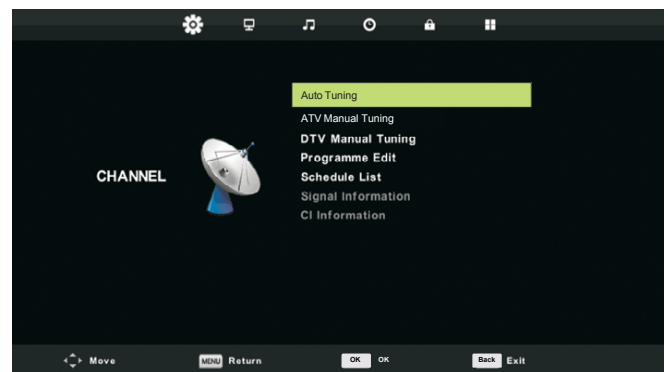 Auto Tuning
ATV Manual Tuning
DTV Manual Tuning
Programme Edit
CHANNEL
Schedule List
Signal Information
CI Information
Move MENU Return OK OK Back Exit